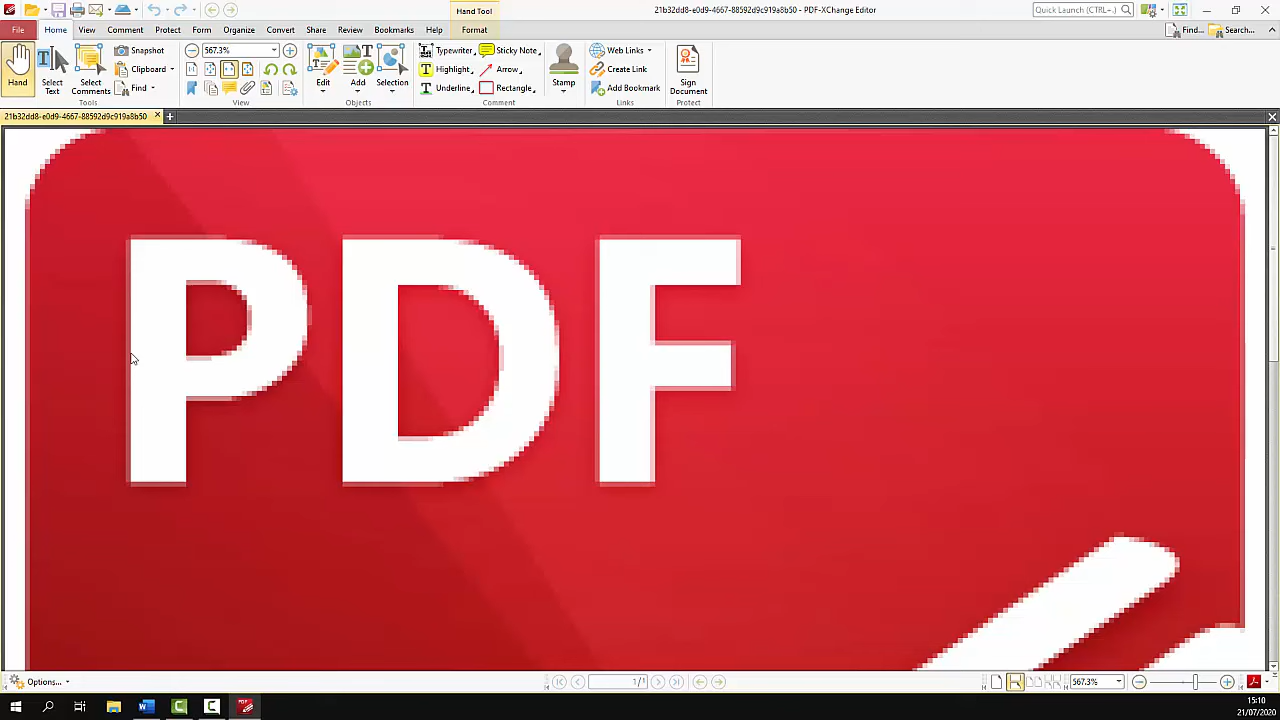 Hand Tool
21b32dd8-e0d9-4667-88592d9c919a8b50 - PDF-XChange Editor
Quick Launch (CTRL+.)
File Home View Comment Protect Form Organize Convert Share Review Bookmarks Help Format
Find... Search...
Hand
Select Text
Select Comments
Snapshot
Clipboard
Find
Tools
567.3%
View
Edit
Add
Selection
Objects
Typewriter
Highlight
Underline
Sticky Note
Arrow
Rectangle
Comment
Stamp
Web Links
Create Link
Add Bookmark
Links
Sign Document
Protect
21b32dd8-e0d9-4667-88592d9c919a8b50
PDF
Options...
1/1
567.3%
15:10
21/07/2020